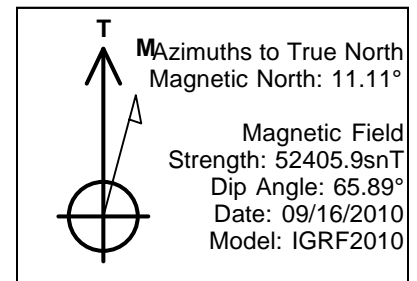 T
M
Azimuths to True North
Magnetic North: 11.11°
Magnetic Field
Strength: 52405.9snT
Dip Angle: 65.89°
Date: 09/16/2010
Model: IGRF2010